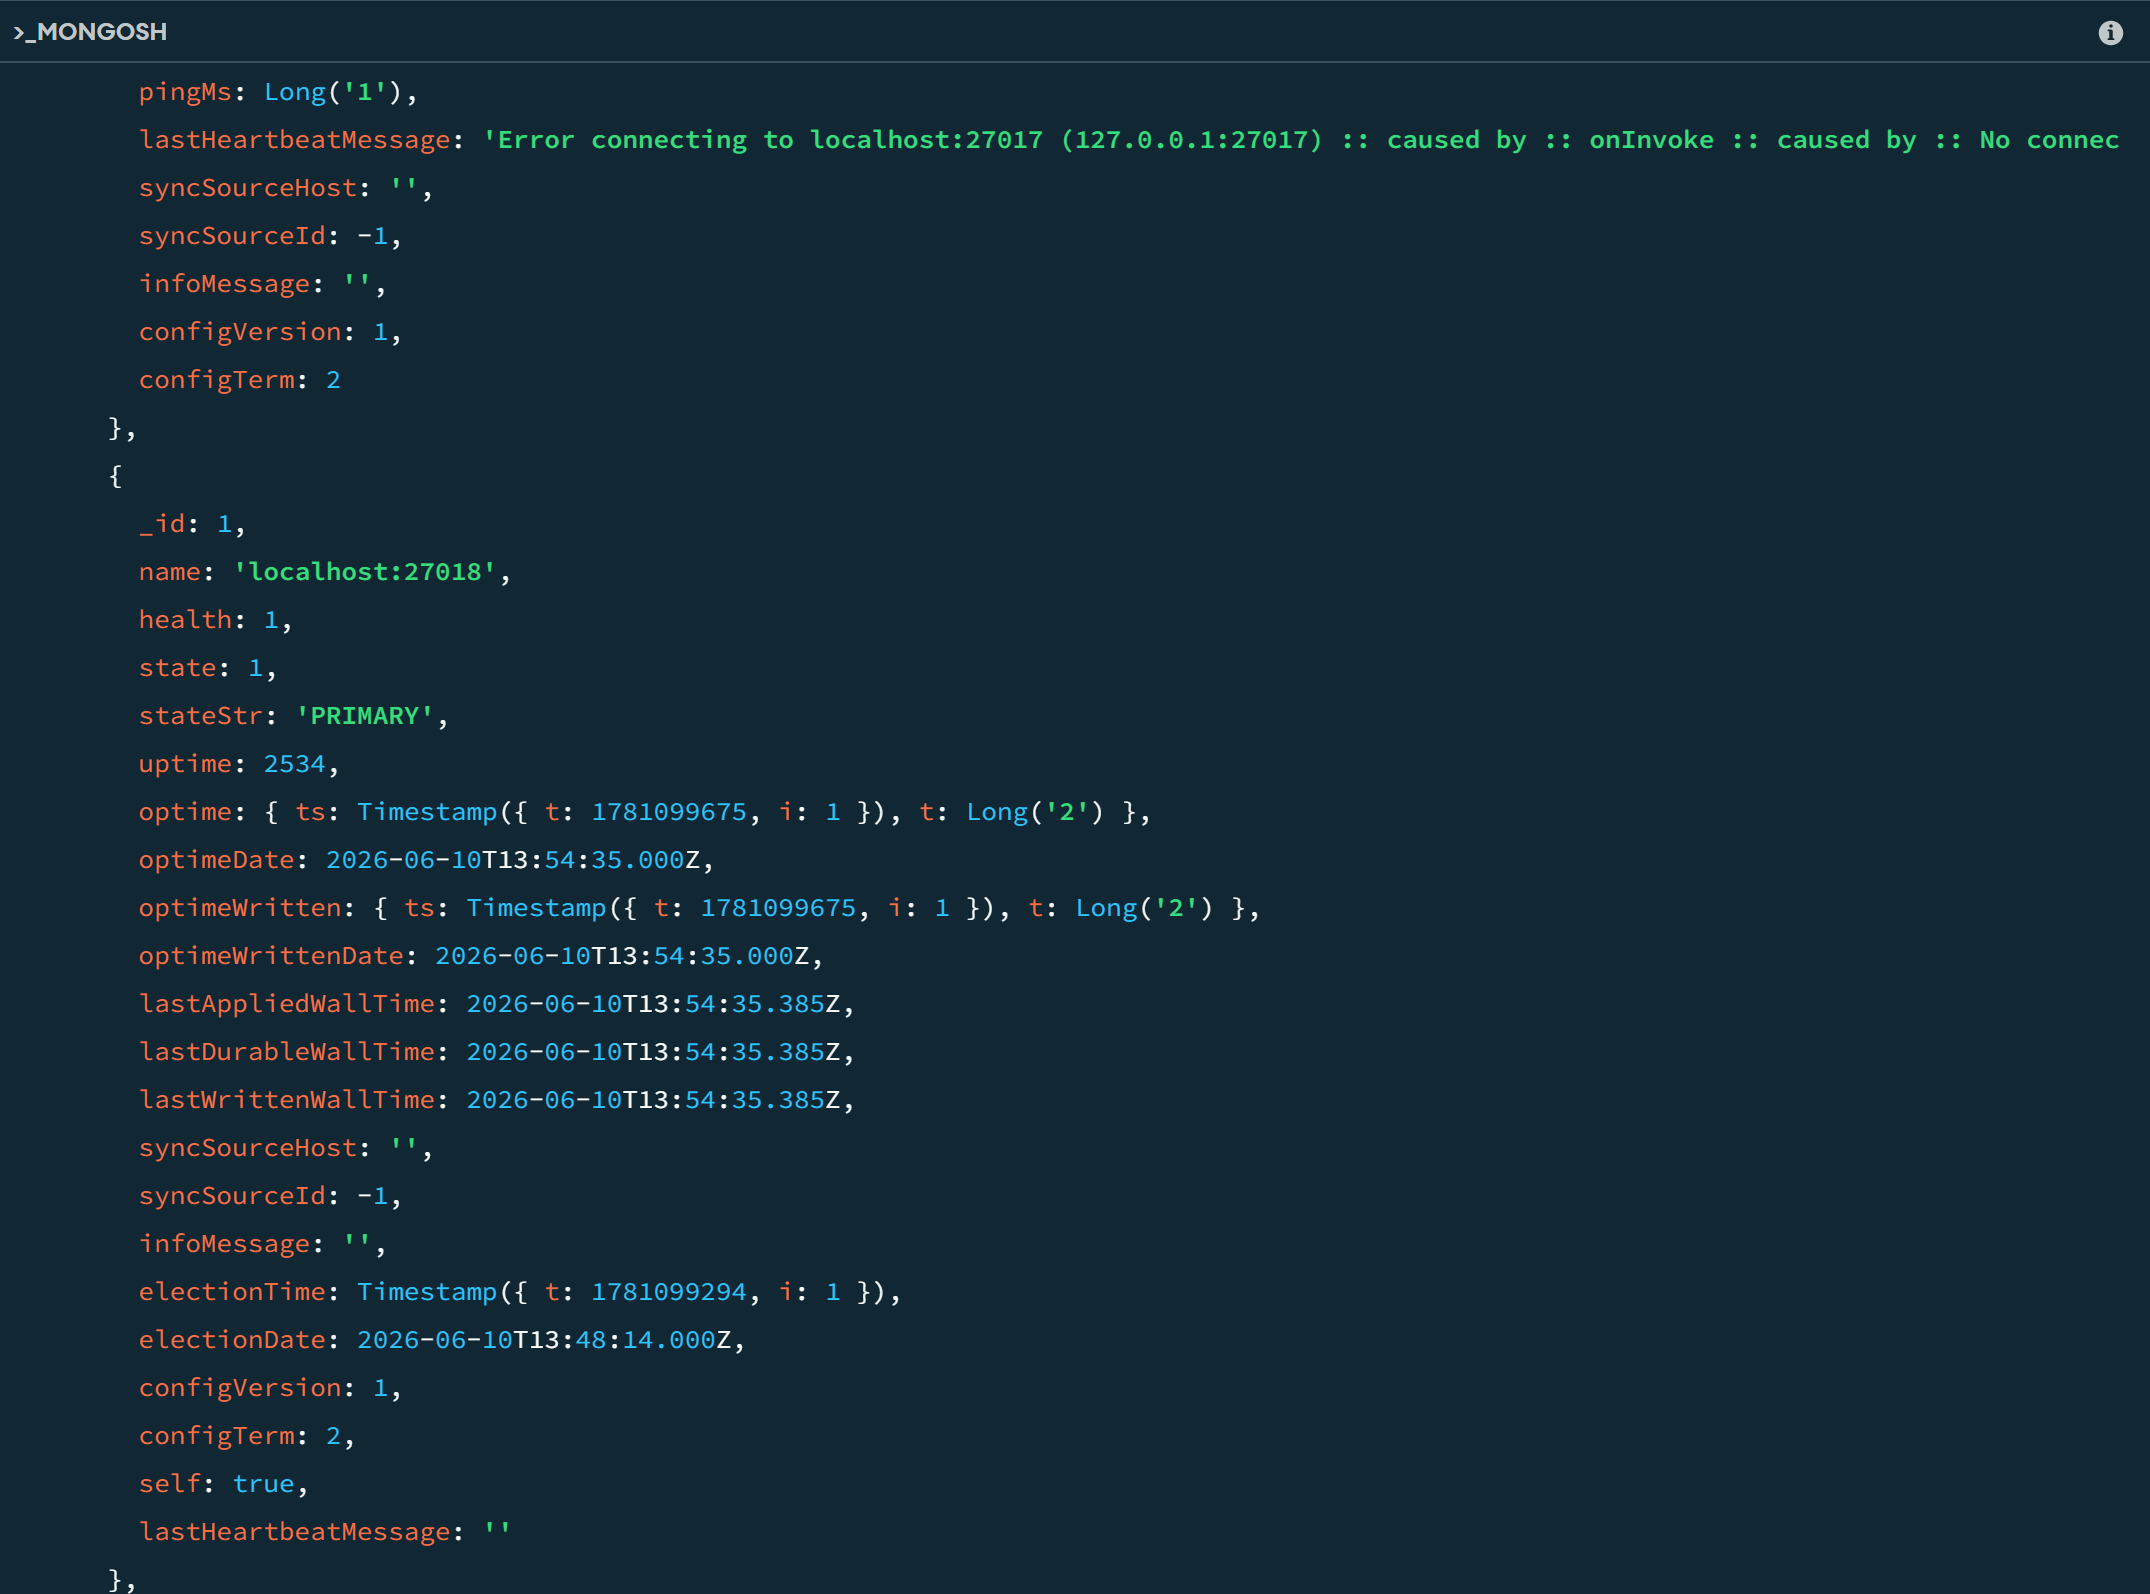 >_MONGOSH
pingMs: Long('1'),
lastHeartbeatMessage: 'Error connecting to localhost:27017 (127.0.0.1:27017) :: caused by :: onInvoke :: caused by :: No connec
syncSourceHost: '',
syncSourceId: -1,
infoMessage: '',
configVersion: 1,
configTerm: 2
},
{
_id: 1,
name: 'localhost:27018',
health: 1,
state: 1,
stateStr: 'PRIMARY',
uptime: 2534,
optime: { ts: Timestamp({ t: 1781099675, i: 1 }), t: Long('2') },
optimeDate: 2026-06-10T13:54:35.000Z,
optimeWritten: { ts: Timestamp({ t: 1781099675, i: 1 }), t: Long('2') },
optimeWrittenDate: 2026-06-10T13:54:35.000Z,
lastAppliedWallTime: 2026-06-10T13:54:35.385Z,
lastDurableWallTime: 2026-06-10T13:54:35.385Z,
lastWrittenWallTime: 2026-06-10T13:54:35.385Z,
syncSourceHost: '',
syncSourceId: -1,
infoMessage: '',
electionTime: Timestamp({ t: 1781099294, i: 1 }),
electionDate: 2026-06-10T13:48:14.000Z,
configVersion: 1,
configTerm: 2,
self: true,
lastHeartbeatMessage: ''
},